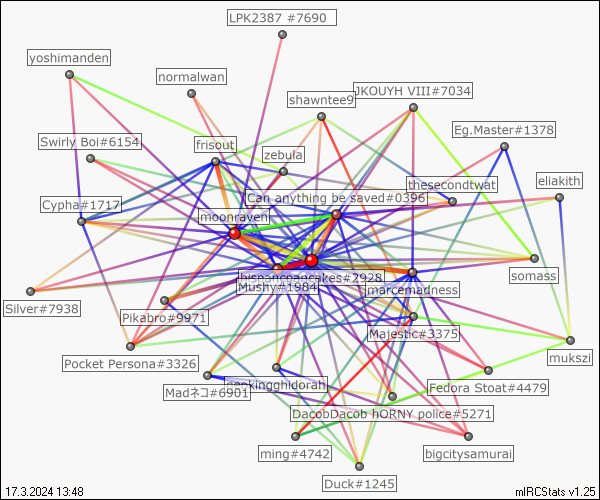 LPK2387 #7690
yoshimanden
normalwan
JKOUYH VIII#7034
shawntee9
Eg.Master#1378
Swirly Boi#6154
frisout
zebula
thesecondtwat
eliakith
Can anything be saved#0396
Cypha#1717
moonraven
somass
hispanicpancakes#2928
Mushy#1984
marcemadness
Silver#7938
Pikabro#9971
Majestic#3375
mukszi
Pocket Persona#3326
Madネコ#6901
Fedora Stoat#4479
DacobDacob hORNY police#5271
ming#4742
bigcitysamurai
Duck#1245
17.3.2024 13:48
mIRCStats v1.25